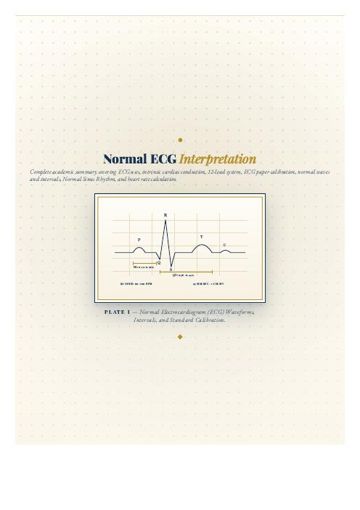 Normal ECG Interpretation
Complete academic summary covering ECG uses, intrinsic cardiac conduction, 12-lead system, ECG paper calibration, normal waves
and intervals, Normal Sinus Rhythm, and heart rate calculation.
R
P
T
U
Q
S
PLATE I — Normal Electrocardiogram (ECG) Waveforms,
Intervals, and Standard Calibration.